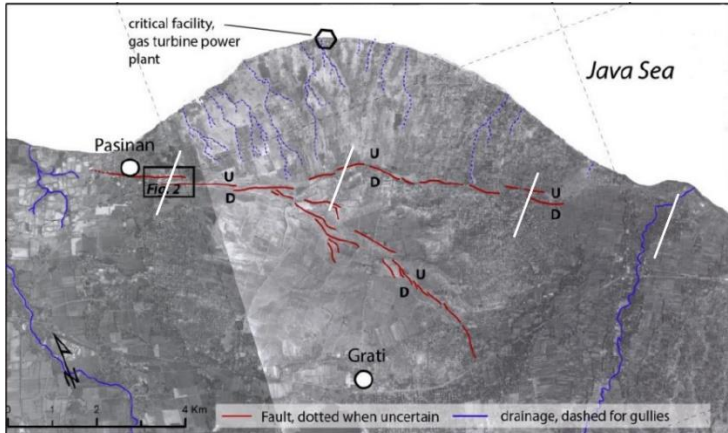 critical facility,
gas turbine power
plant
Java Sea
Pasinan
Fig. 2
U
D
U
D
U
D
U
D
Grati
N
0 2 4 Km
Fault, dotted when uncertain
drainage, dashed for gullies